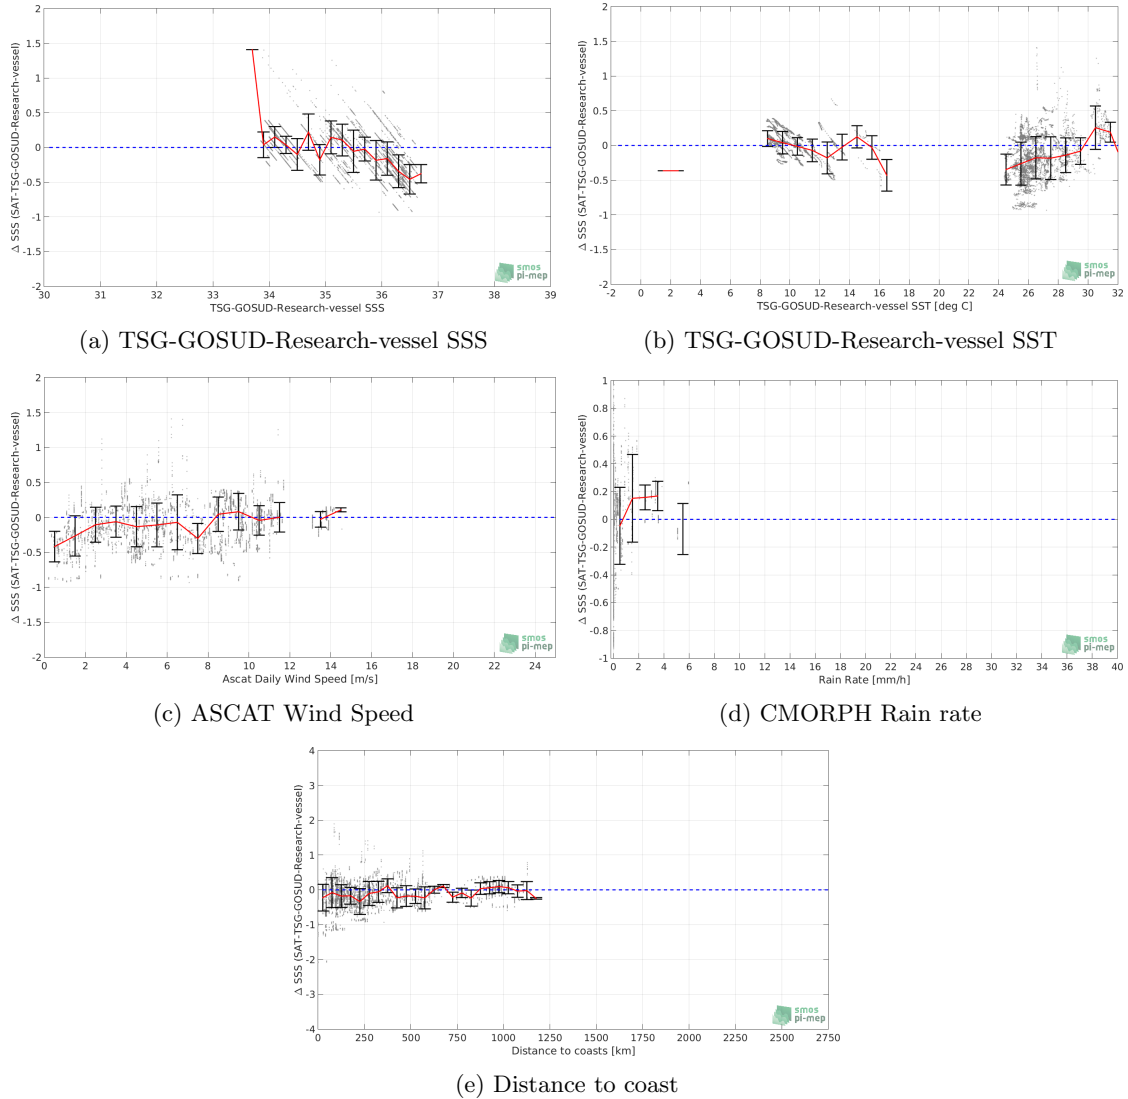 2
1.5
1
0.5
0
-0.5
-1
-1.5
-2
Δ SSS (SAT-TSG-GOSUD-Research-vessel)
30 31 32 33 34 35 36 37 38 39
TSG-GOSUD-Research-vessel SSS
smos
pi-mep
(a) TSG-GOSUD-Research-vessel SSS
2
1.5
1
0.5
0
-0.5
-1
-1.5
-2
Δ SSS (SAT-TSG-GOSUD-Research-vessel)
-2 0 2 4 6 8 10 12 14 16 18 20 22 24 26 28 30 32
TSG-GOSUD-Research-vessel SST [deg C]
smos
pi-mep
(b) TSG-GOSUD-Research-vessel SST
2
1.5
1
0.5
0
-0.5
-1
-1.5
-2
Δ SSS (SAT-TSG-GOSUD-Research-vessel)
0 2 4 6 8 10 12 14 16 18 20 22 24
Ascat Daily Wind Speed [m/s]
smos
pi-mep
(c) ASCAT Wind Speed
1
0.8
0.6
0.4
0.2
0
-0.2
-0.4
-0.6
-0.8
-1
Δ SSS (SAT-TSG-GOSUD-Research-vessel)
0 2 4 6 8 10 12 14 16 18 20 22 24 26 28 30 32 34 36 38 40
Rain Rate [mm/h]
smos
pi-mep
(d) CMORPH Rain rate
4
3
2
1
0
-1
-2
-3
-4
Δ SSS (SAT-TSG-GOSUD-Research-vessel)
0 250 500 750 1000 1250 1500 1750 2000 2250 2500 2750
Distance to coasts [km]
smos
pi-mep
(e) Distance to coast